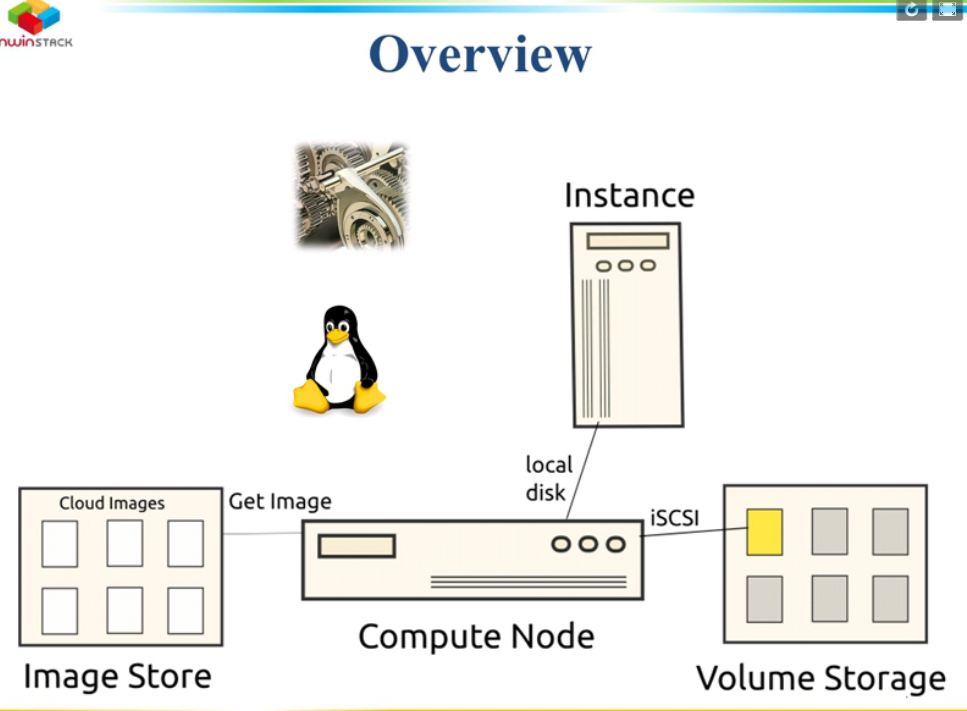 nwinSTACK
Overview
Instance
local
disk
Cloud Images
Get Image
iSCSI
Compute Node
Image Store
Volume Storage